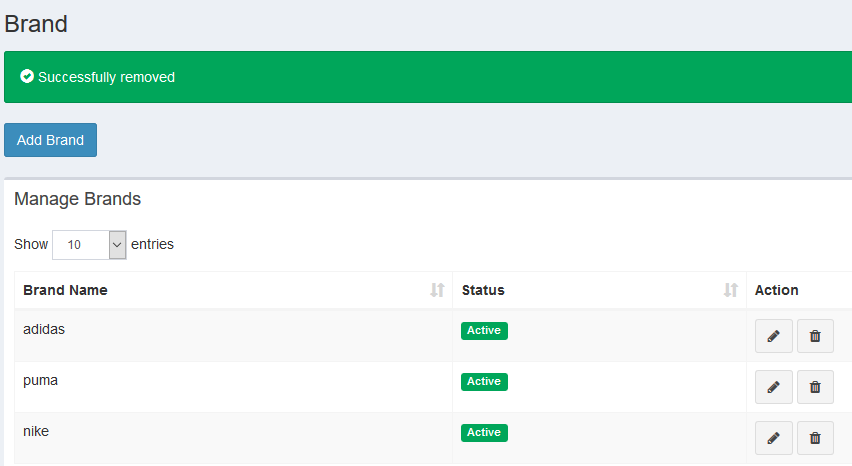 Brand
Successfully removed
Add Brand
Manage Brands
Show 10 entries
Brand Name Status Action
adidas Active
puma Active
nike Active